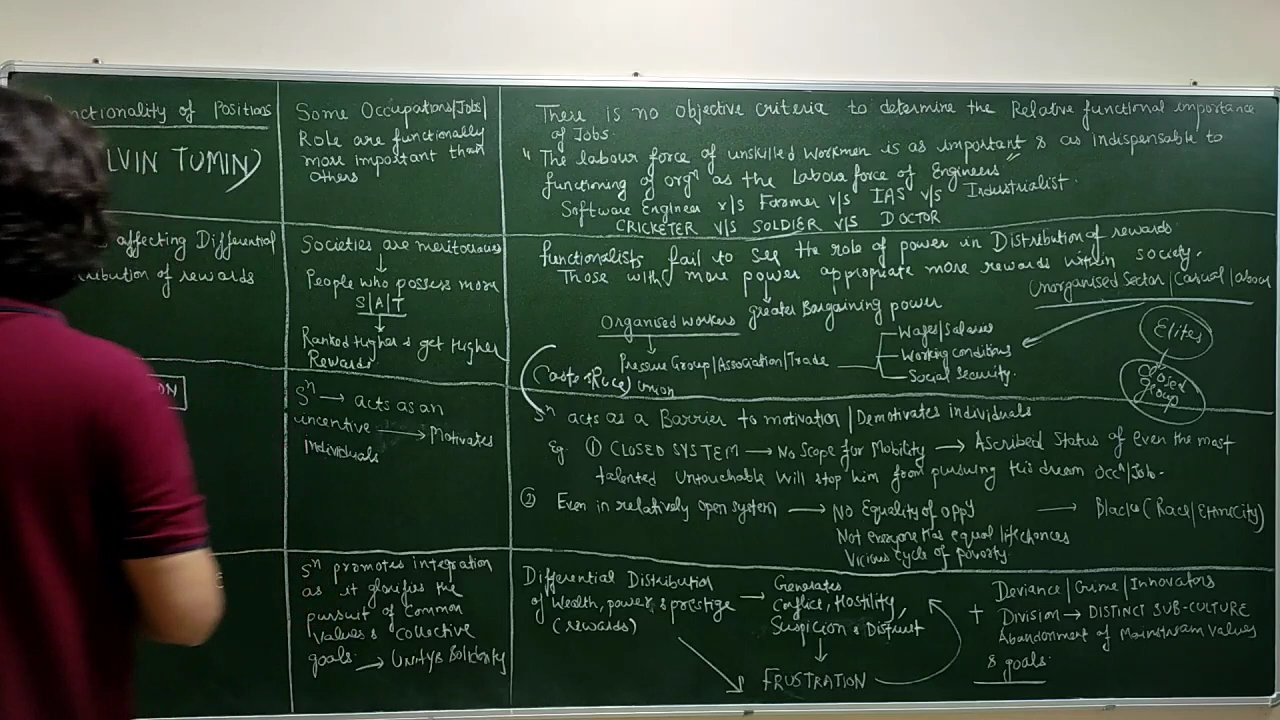 nctionality of Positions
LVIN TUMIN)
Some Occupations/Jobs/
Role are functionally
more important than
others
There is no objective criteria to determine the Relative functional importance
of Jobs.
"The labour force of unskilled workmen is as important & as Indispensable to
functioning of orgⁿ as the Labour force of Engineers"
Software Engineer v/s Farmer v/s IAS v/s Industrialist.
CRICKETER V/S SOLDIER V/S DOCTOR
affecting Differential
ribution of rewards
Societies are meritorious
↓
People who possess more
S/A/T
↓
Ranked Higher & get Higher
Rewards
functionalists fail to see the role of power in Distribution of rewards.
Those with more power appropiate more rewards within society.
greater Bargaining power
Unorganised Sector/Casual labour
Organised workers
↓
Pressure Group/Association/Trade
Union
Wages/Salaries
Working conditions
Social Security.
Elites
Closed
group
(Caste & Race)
ON
Sⁿ → acts as an
incentive → Motivates
Individuals
Sⁿ acts as a Barrier to motivation/Demotivates individuals
Eg. ① CLOSED SYSTEM → No Scope for Mobility → Ascribed Status of even the most
talented Untouchable Will stop him from pursuing his dream occⁿ/Job.
② Even in relatively open system → No Equality of oppy → Blacks (Race/Ethnicity)
Not everyone has equal life chances
Vicious cycle of poverty.
E
Sⁿ promotes integration
as it glorifies the
pursuit of Common
Values & collective
goals. → Unity & Solidarity
Differential Distribution
of Wealth, power & prestige →
(rewards)
Generates
Conflict, Hostility,
Suspicion & Distrust
↓
FRUSTRATION
+ Deviance/Crime/Innovators
Division → DISTINCT SUB-CULTURE
Abandonment of Mainstream Values
& goals.